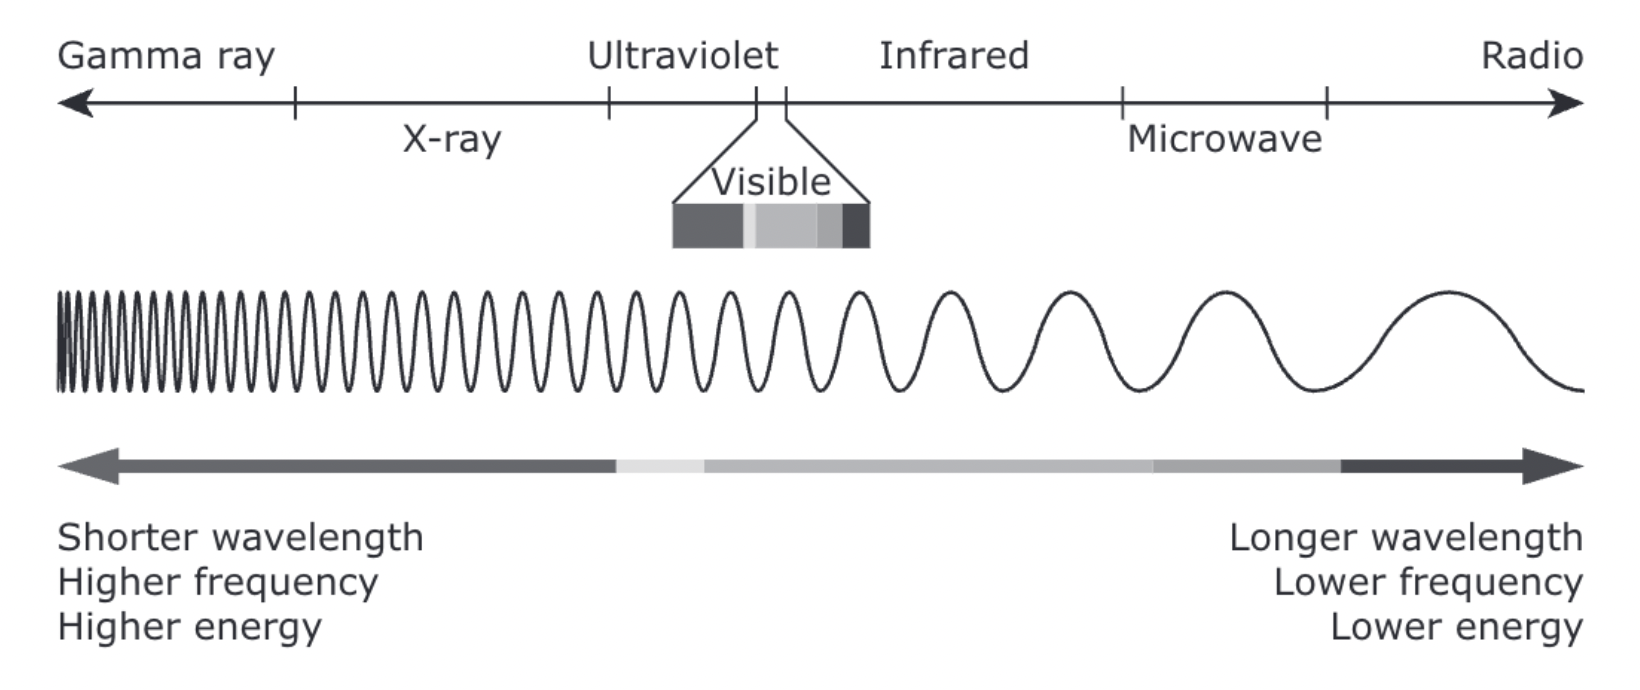 Gamma ray
Ultraviolet
Infrared
Radio
X-ray
Microwave
Visible
Shorter wavelength
Higher frequency
Higher energy
Longer wavelength
Lower frequency
Lower energy